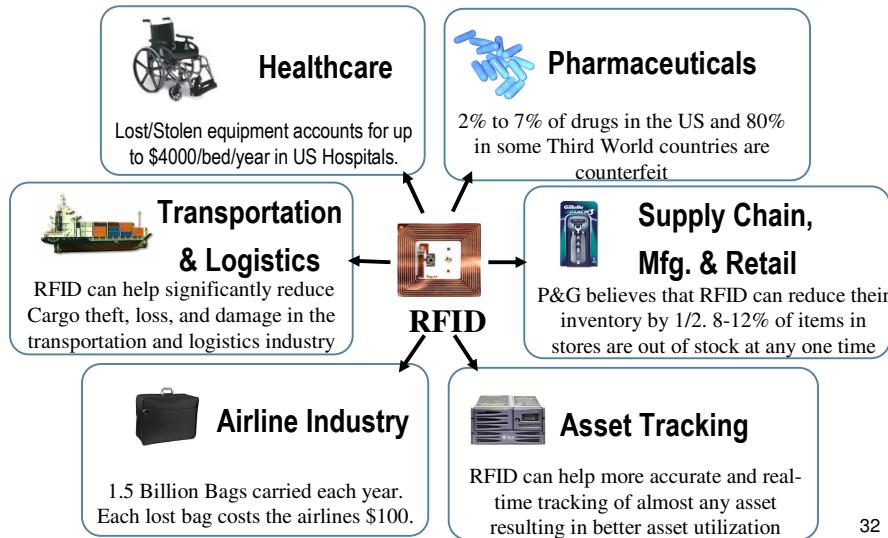 Healthcare
Lost/Stolen equipment accounts for up
to $4000/bed/year in US Hospitals.
Pharmaceuticals
2% to 7% of drugs in the US and 80%
in some Third World countries are
counterfeit
Transportation
& Logistics
RFID can help significantly reduce
Cargo theft, loss, and damage in the
transportation and logistics industry
RFID
Gillette
MACH3
Supply Chain,
Mfg. & Retail
P&G believes that RFID can reduce their
inventory by 1/2. 8-12% of items in
stores are out of stock at any one time
Airline Industry
1.5 Billion Bags carried each year.
Each lost bag costs the airlines $100.
Asset Tracking
RFID can help more accurate and real-
time tracking of almost any asset
resulting in better asset utilization
32